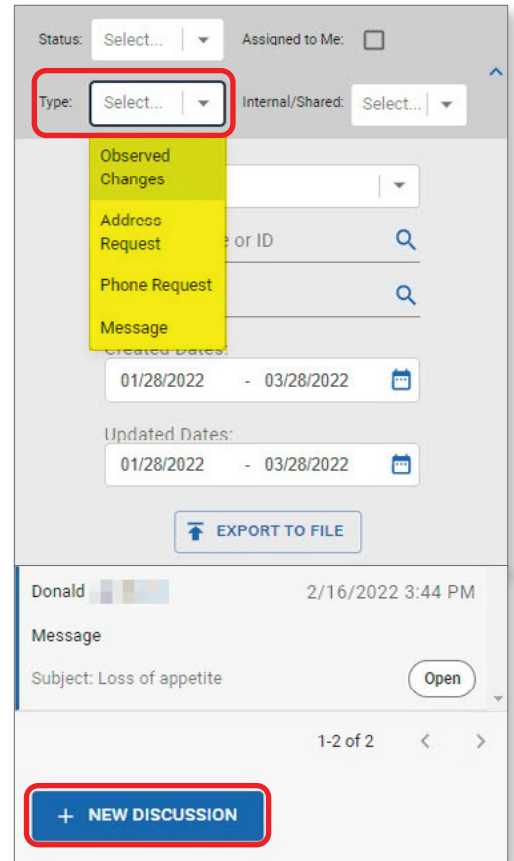 Status: Select... Assigned to Me:
Type: Select... Internal/Shared: Select...
Observed
Changes
Address
Request or ID
Phone Request
Message
Created Dates:
01/28/2022 - 03/28/2022
Updated Dates:
01/28/2022 - 03/28/2022
EXPORT TO FILE
Donald 2/16/2022 3:44 PM
Message
Subject: Loss of appetite Open
1-2 of 2 < >
+ NEW DISCUSSION